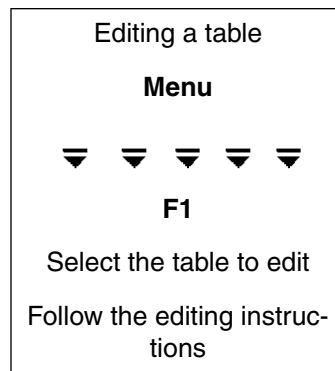 Editing a table
Menu
F1
Select the table to edit
Follow the editing instruc-
tions